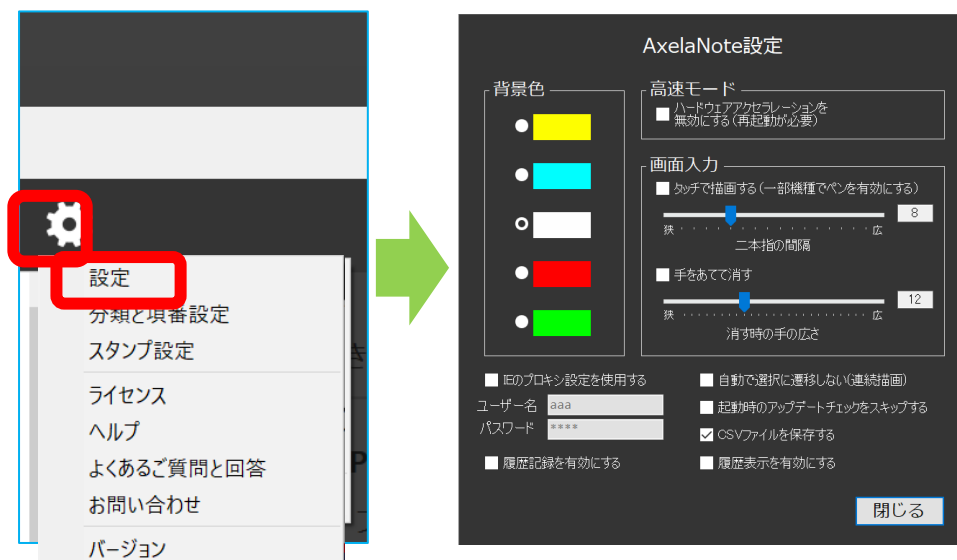 設定
分類と項番設定
スタンプ設定
ライセンス
ヘルプ
よくあるご質問と回答
お問い合わせ
バージョン
AxelaNote設定
背景色
高速モード
ハードウェアアクセラレーションを
無効にする(再起動が必要)
画面入力
タッチで描画する(一部機種でペンを有効にする)
8
狭 広
二本指の間隔
手をあてて消す
12
狭 広
消す時の手の広さ
IEのプロキシ設定を使用する
ユーザー名 aaa
パスワード ****
履歴記録を有効にする
自動で選択に遷移しない(連続描画)
起動時のアップデートチェックをスキップする
CSVファイルを保存する
履歴表示を有効にする
閉じる